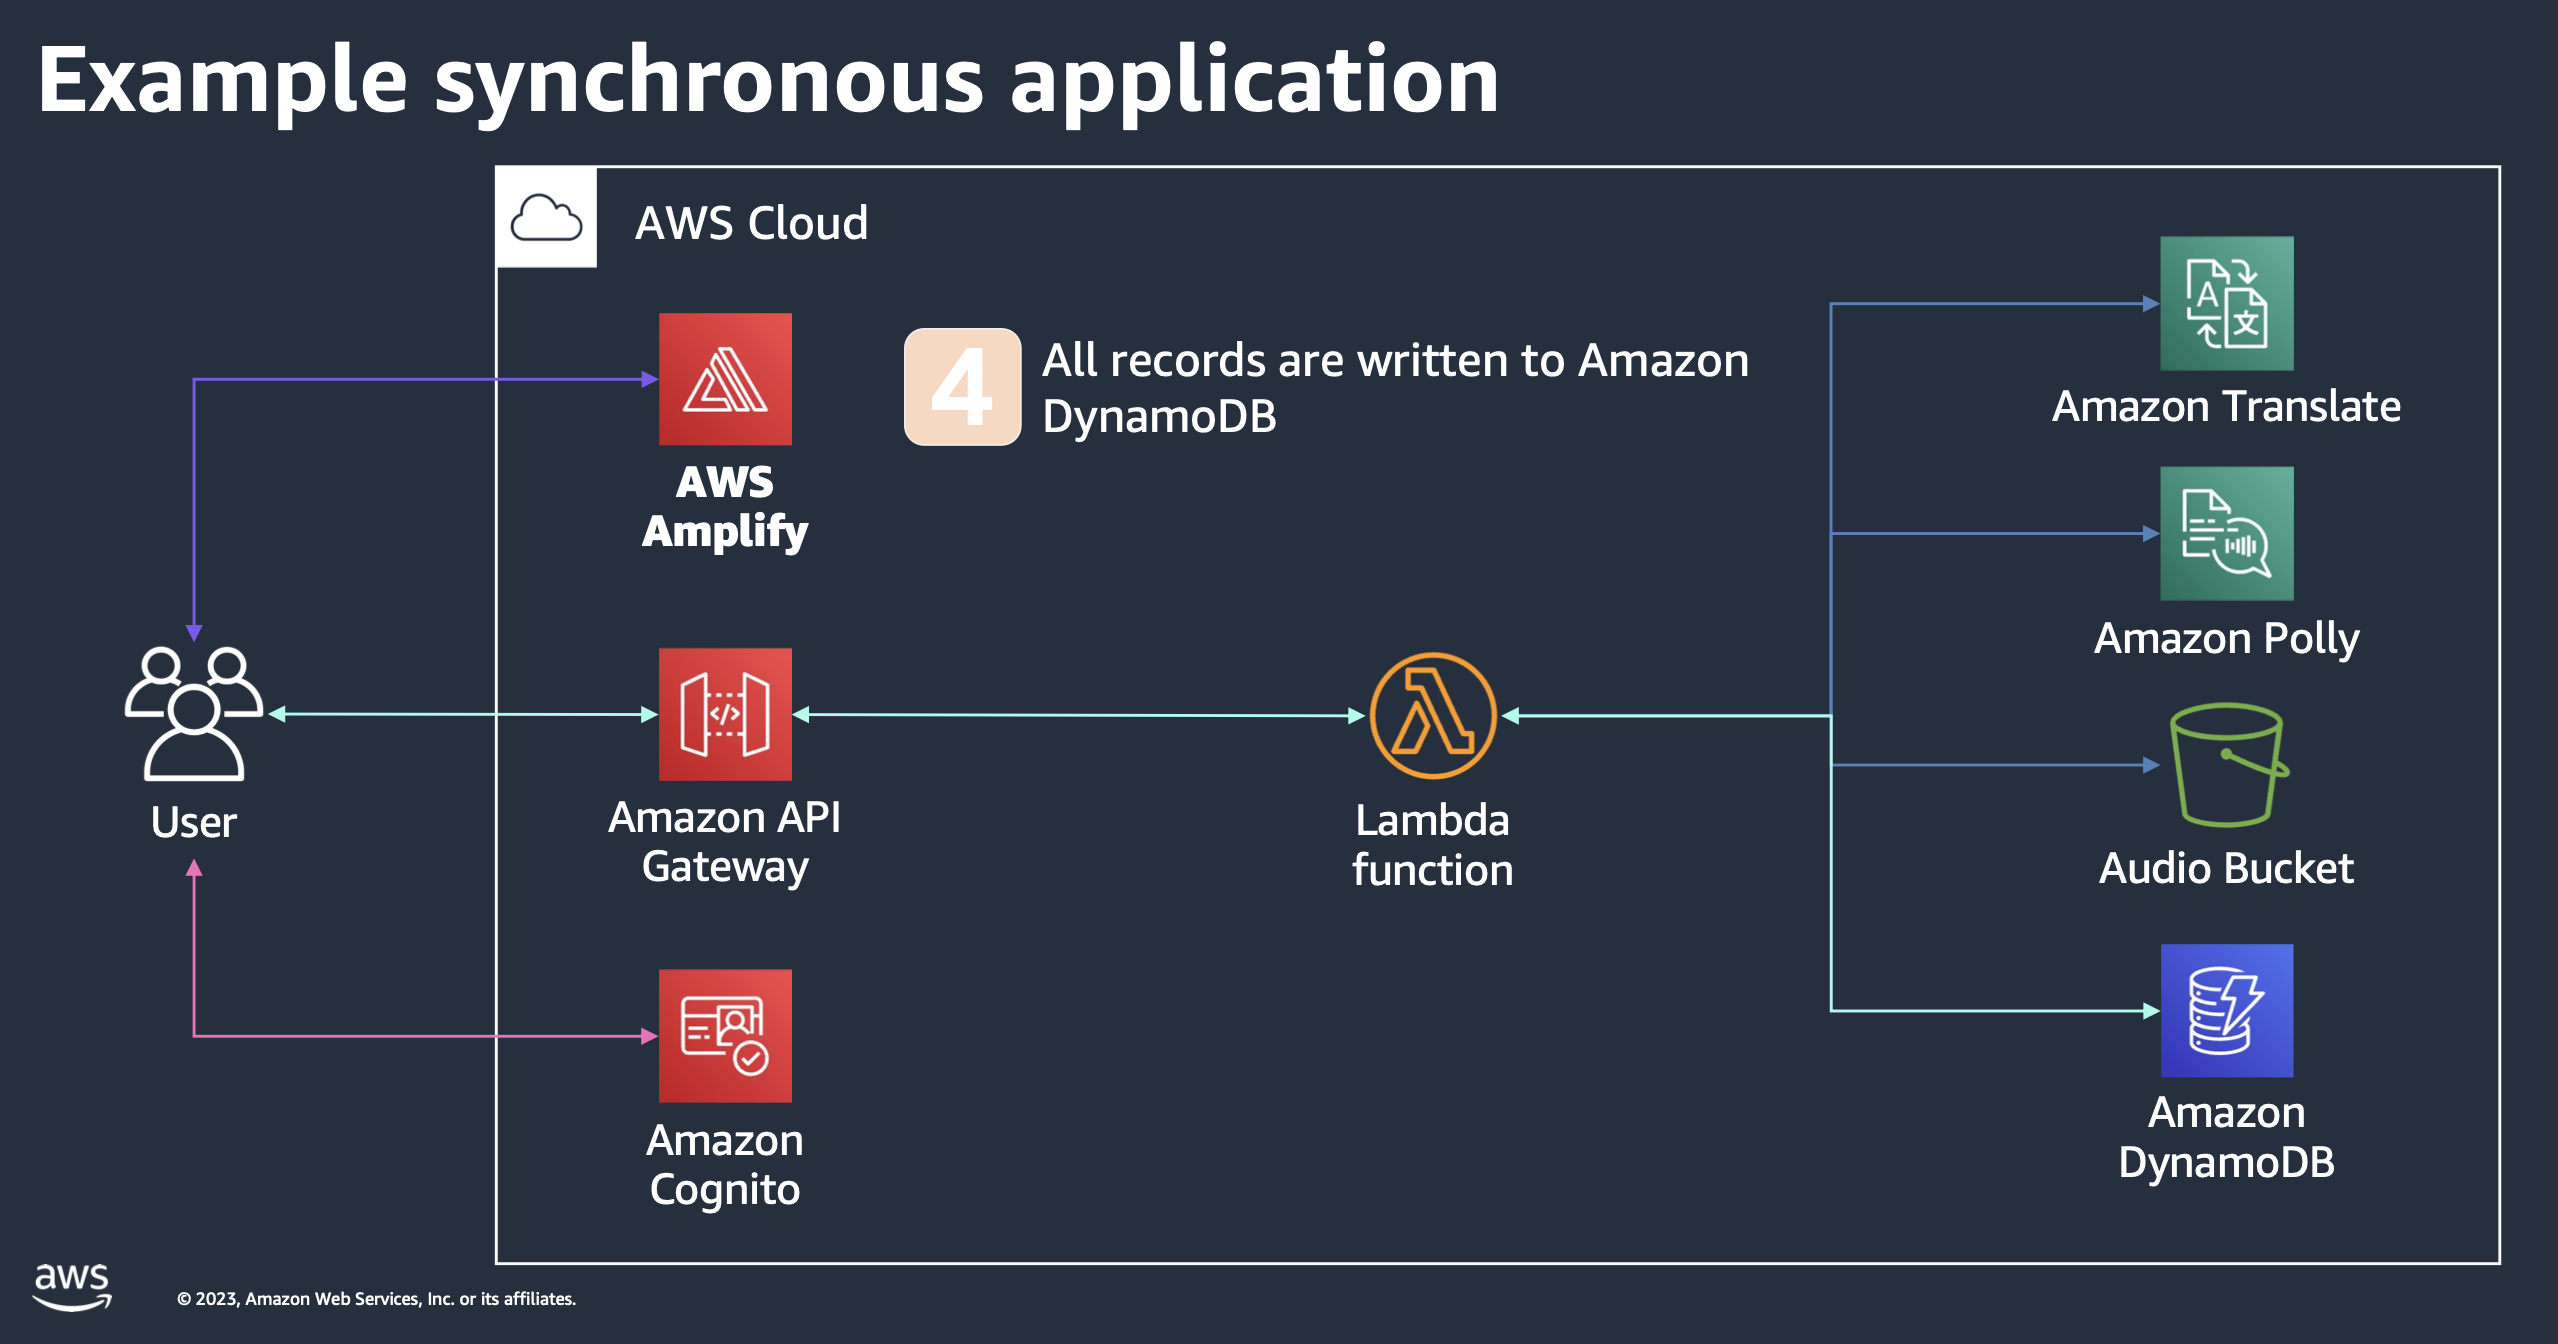 Example synchronous application
AWS Cloud
4
All records are written to Amazon
DynamoDB
A
文
Amazon Translate
AWS
Amplify
Amazon Polly
User
</>
Amazon API
Gateway
Lambda
function
Audio Bucket
Amazon
Cognito
Amazon
DynamoDB
aws
© 2023, Amazon Web Services, Inc. or its affiliates.